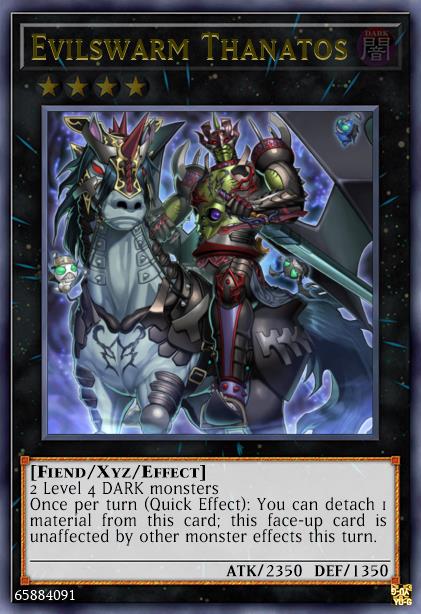 Evilswarm Thanatos
DARK
闇
[Fiend/Xyz/Effect]
2 Level 4 DARK monsters
Once per turn (Quick Effect): You can detach 1
material from this card; this face-up card is
unaffected by other monster effects this turn.
ATK/2350 DEF/1350
65884091